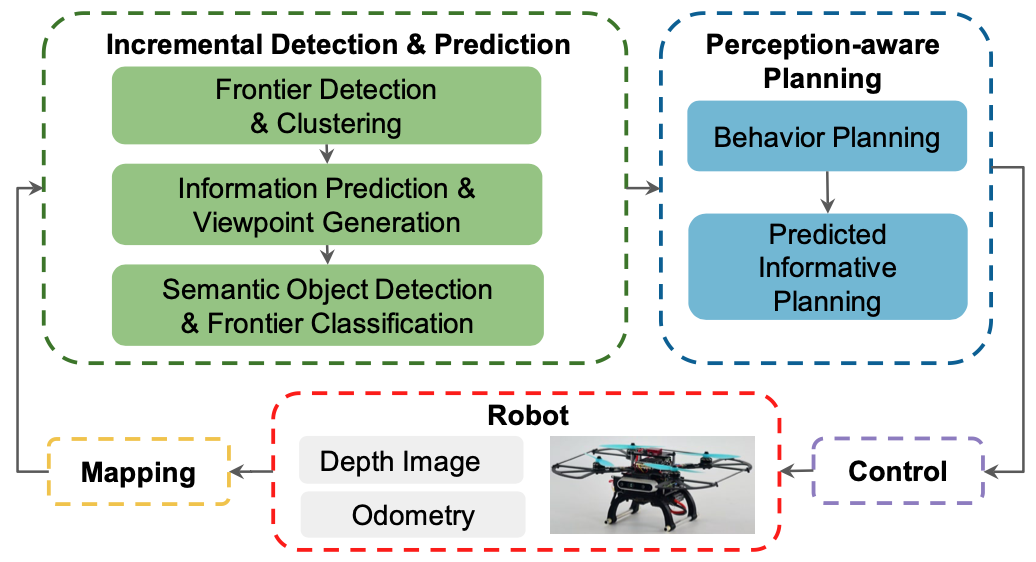 Incremental Detection & Prediction
Frontier Detection
& Clustering
Information Prediction &
Viewpoint Generation
Semantic Object Detection
& Frontier Classification
Perception-aware
Planning
Behavior Planning
Predicted
Informative
Planning
Mapping
Robot
Depth Image
Odometry
Control